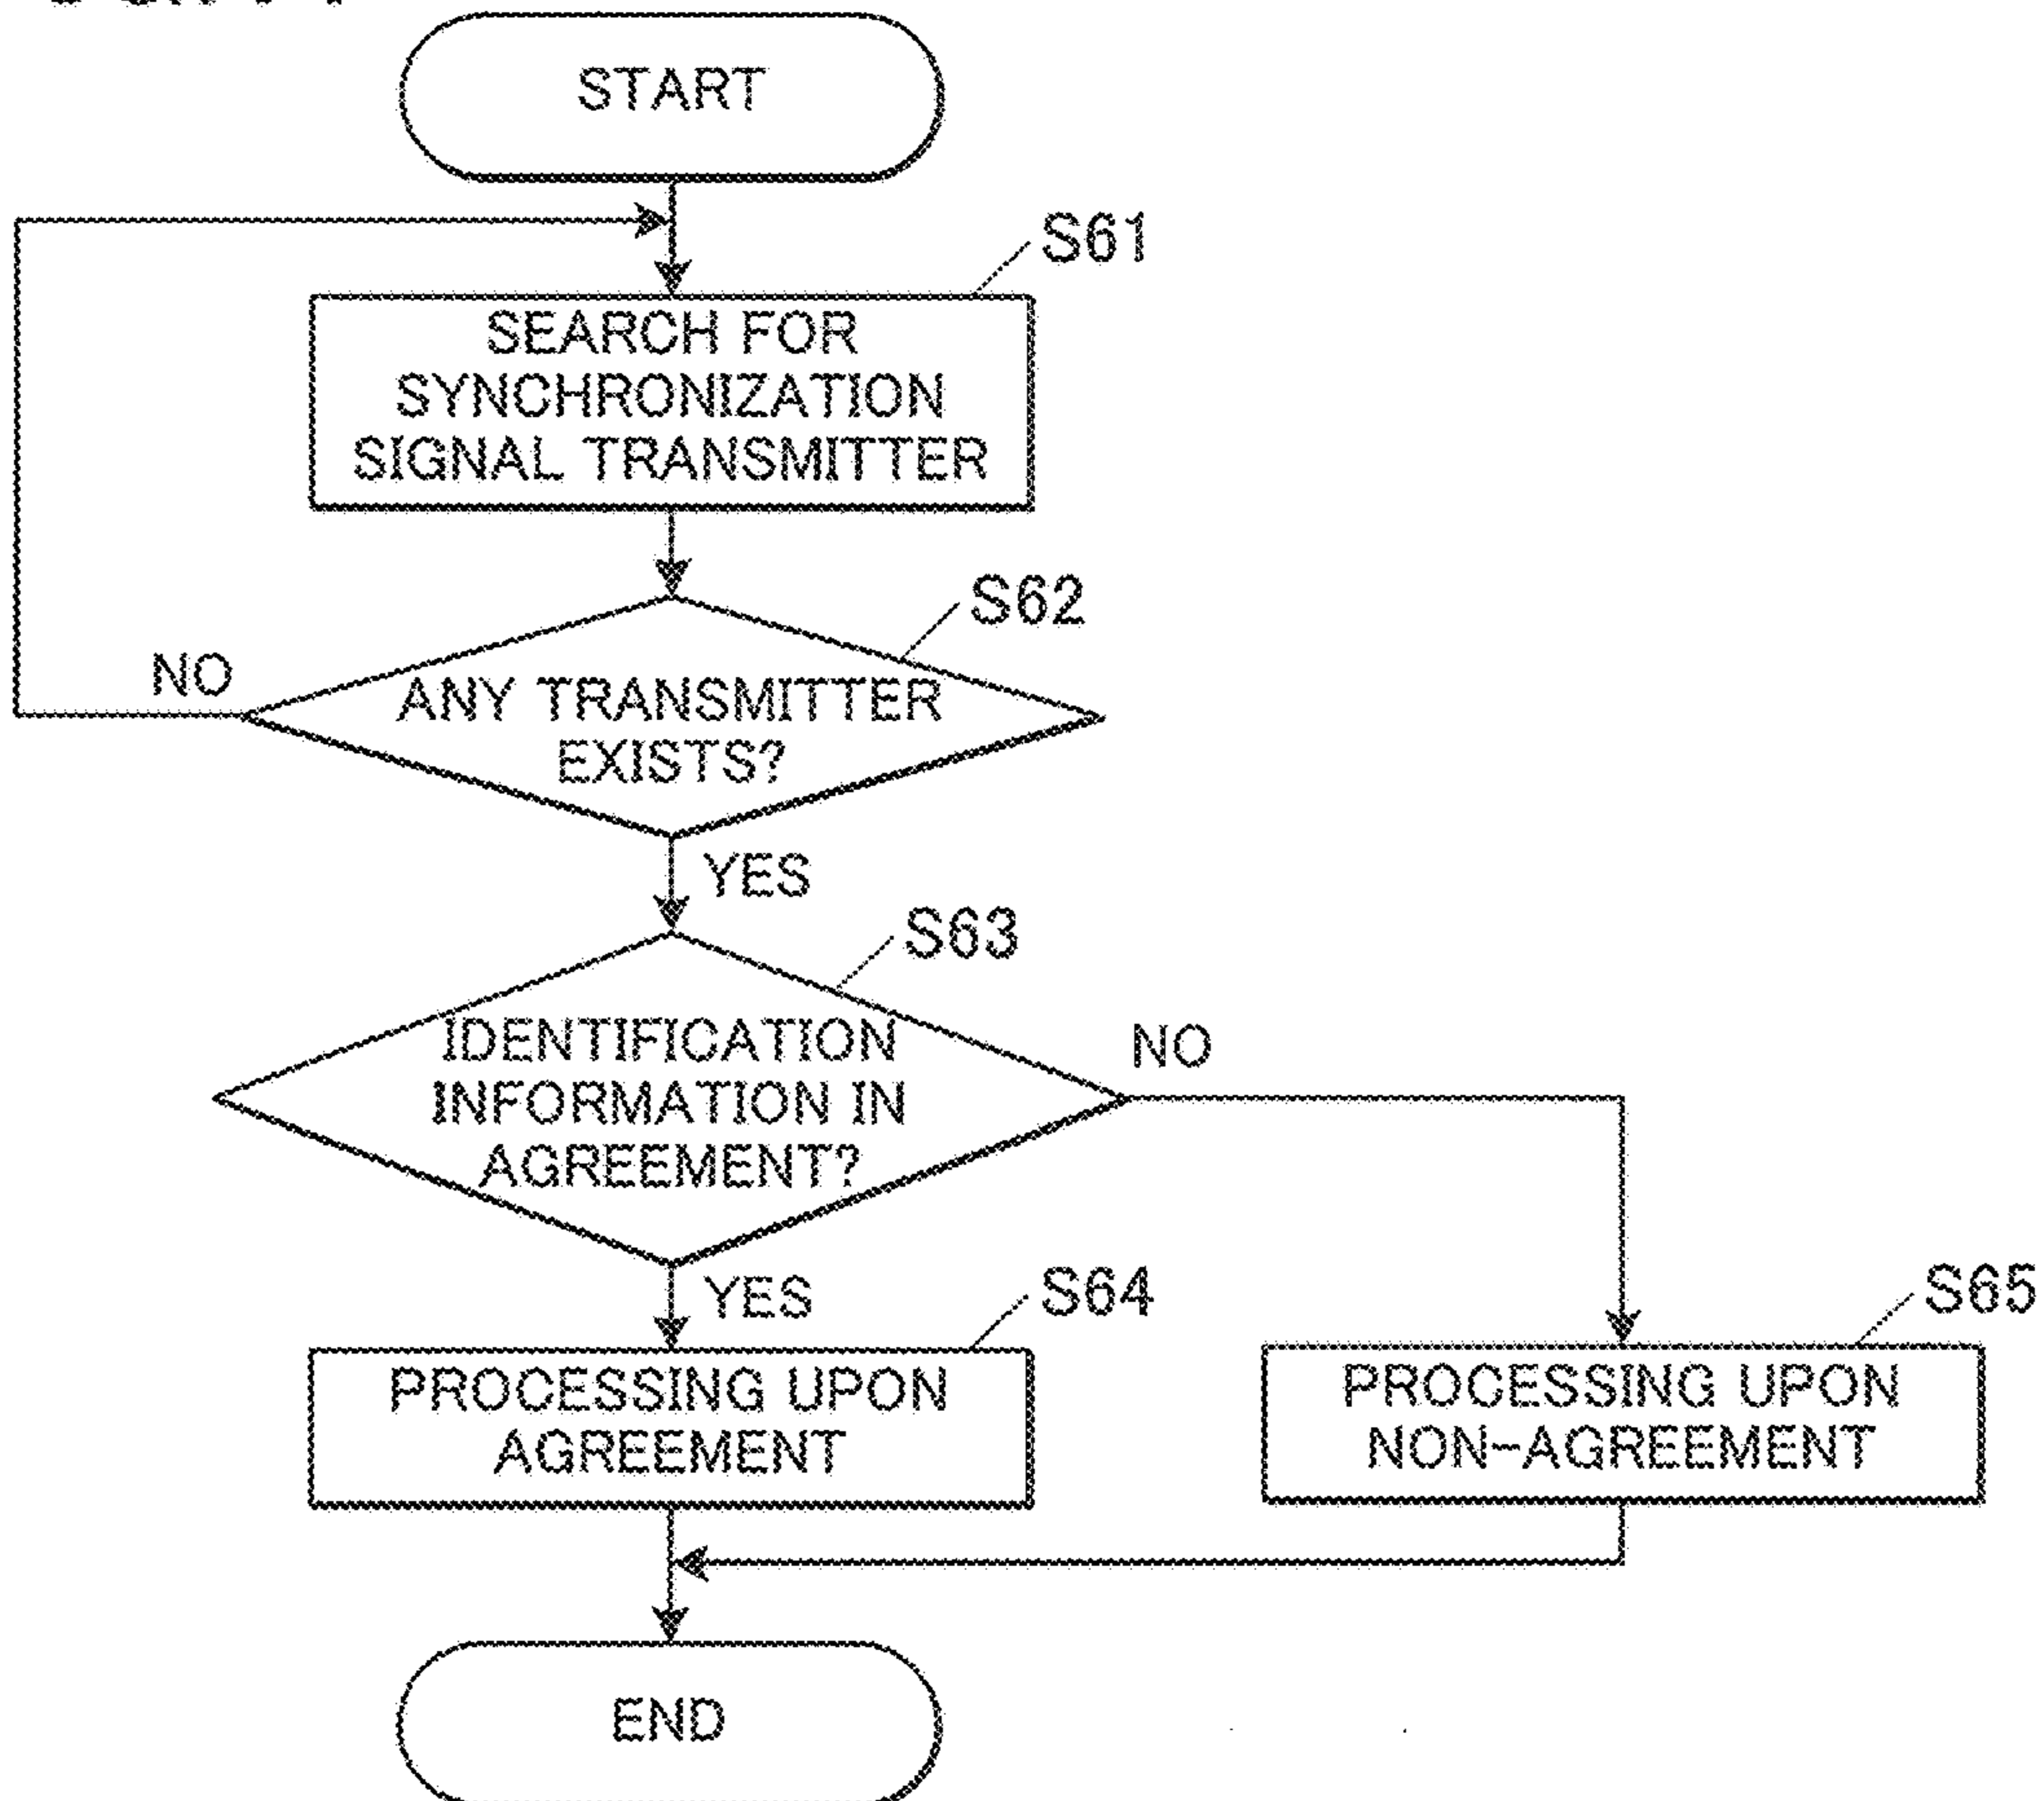 START
S61
SEARCH FOR
SYNCHRONIZATION
SIGNAL TRANSMITTER
S62
NO
ANY TRANSMITTER
EXISTS?
YES
S63
IDENTIFICATION
INFORMATION IN
AGREEMENT?
NO
YES
S64
S65
PROCESSING UPON
AGREEMENT
PROCESSING UPON
NON-AGREEMENT
END